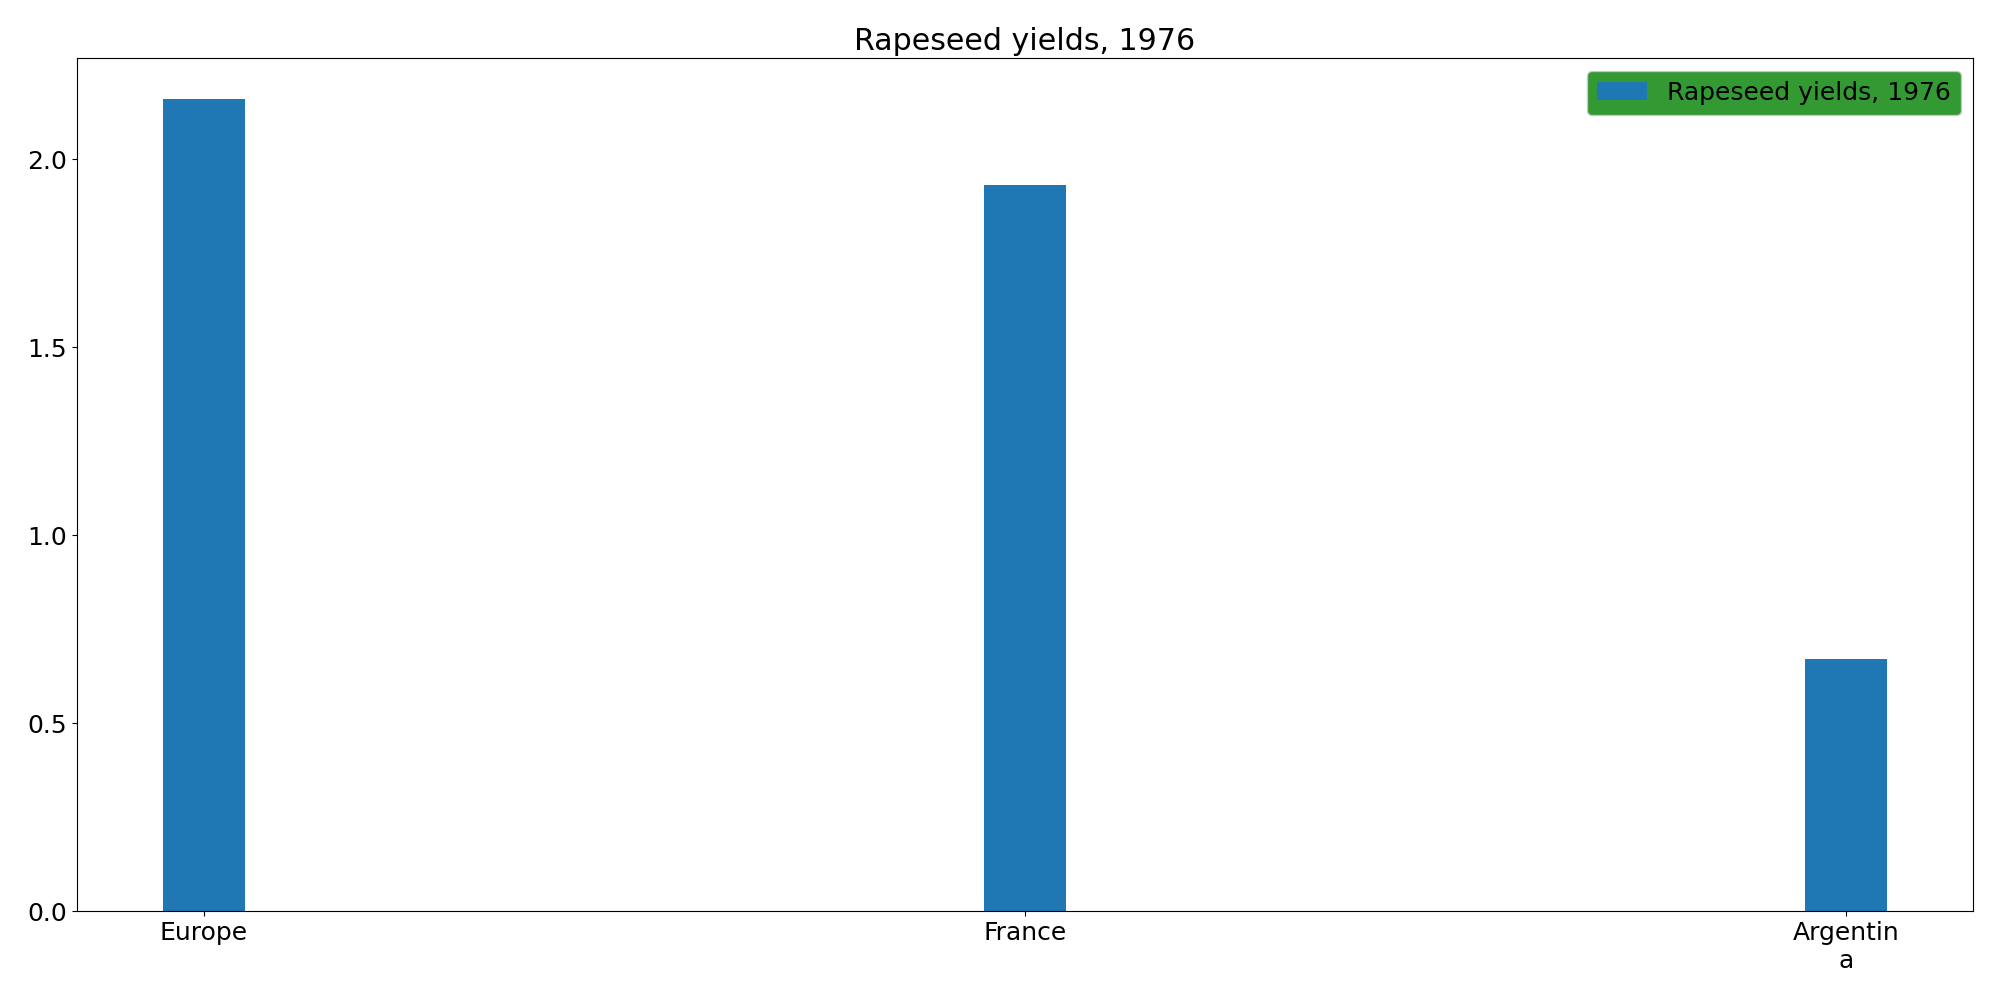 Rapeseed yields, 1976
Rapeseed yields, 1976
2.0
1.5
1.0
0.5
0.0
Europe
France
Argentin
a